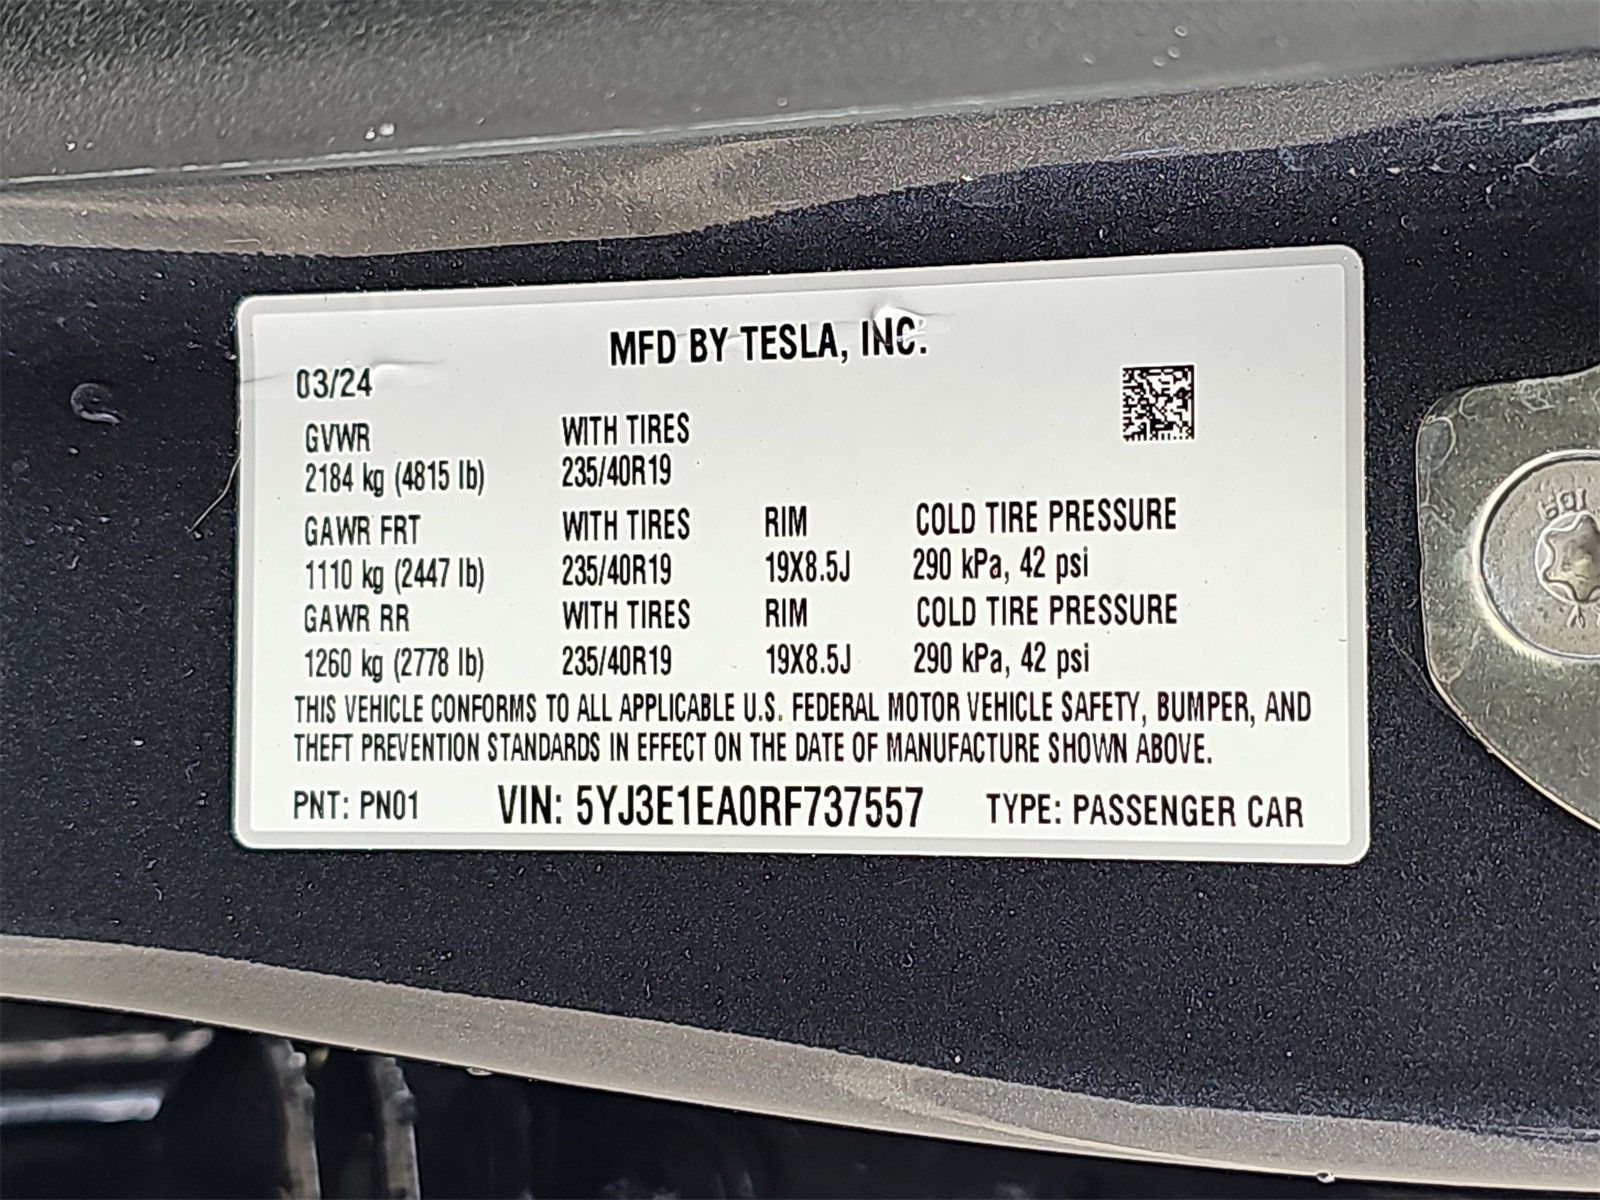 MFD BY TESLA, INC.
03/24
GVWR WITH TIRES
2184 kg (4815 lb) 235/40R19
GAWR FRT WITH TIRES RIM COLD TIRE PRESSURE
1110 kg (2447 lb) 235/40R19 19X8.5J 290 kPa, 42 psi
GAWR RR WITH TIRES RIM COLD TIRE PRESSURE
1260 kg (2778 lb) 235/40R19 19X8.5J 290 kPa, 42 psi
THIS VEHICLE CONFORMS TO ALL APPLICABLE U.S. FEDERAL MOTOR VEHICLE SAFETY, BUMPER, AND
THEFT PREVENTION STANDARDS IN EFFECT ON THE DATE OF MANUFACTURE SHOWN ABOVE.
PNT: PN01 VIN: 5YJ3E1EA0RF737557 TYPE: PASSENGER CAR